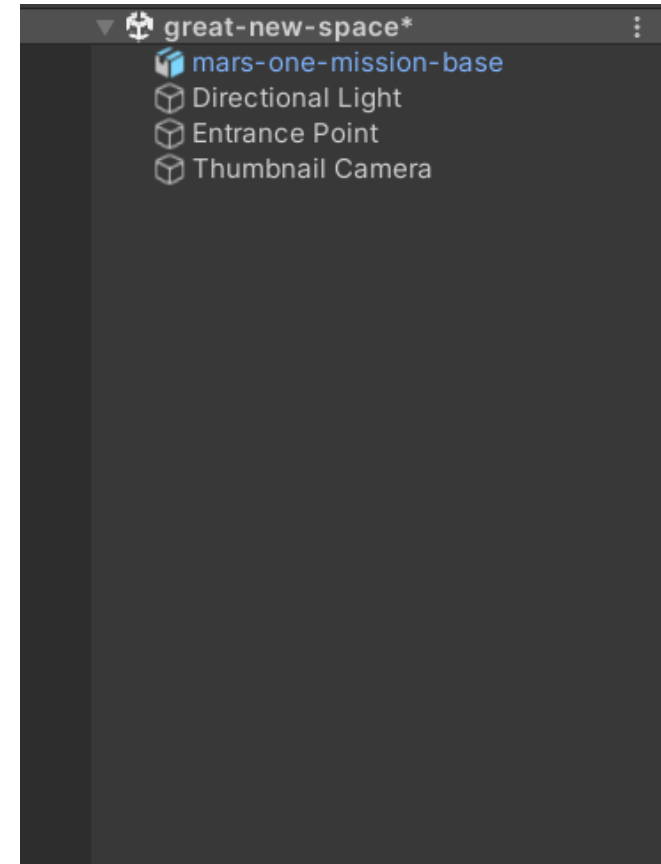 great-new-space*
mars-one-mission-base
Directional Light
Entrance Point
Thumbnail Camera